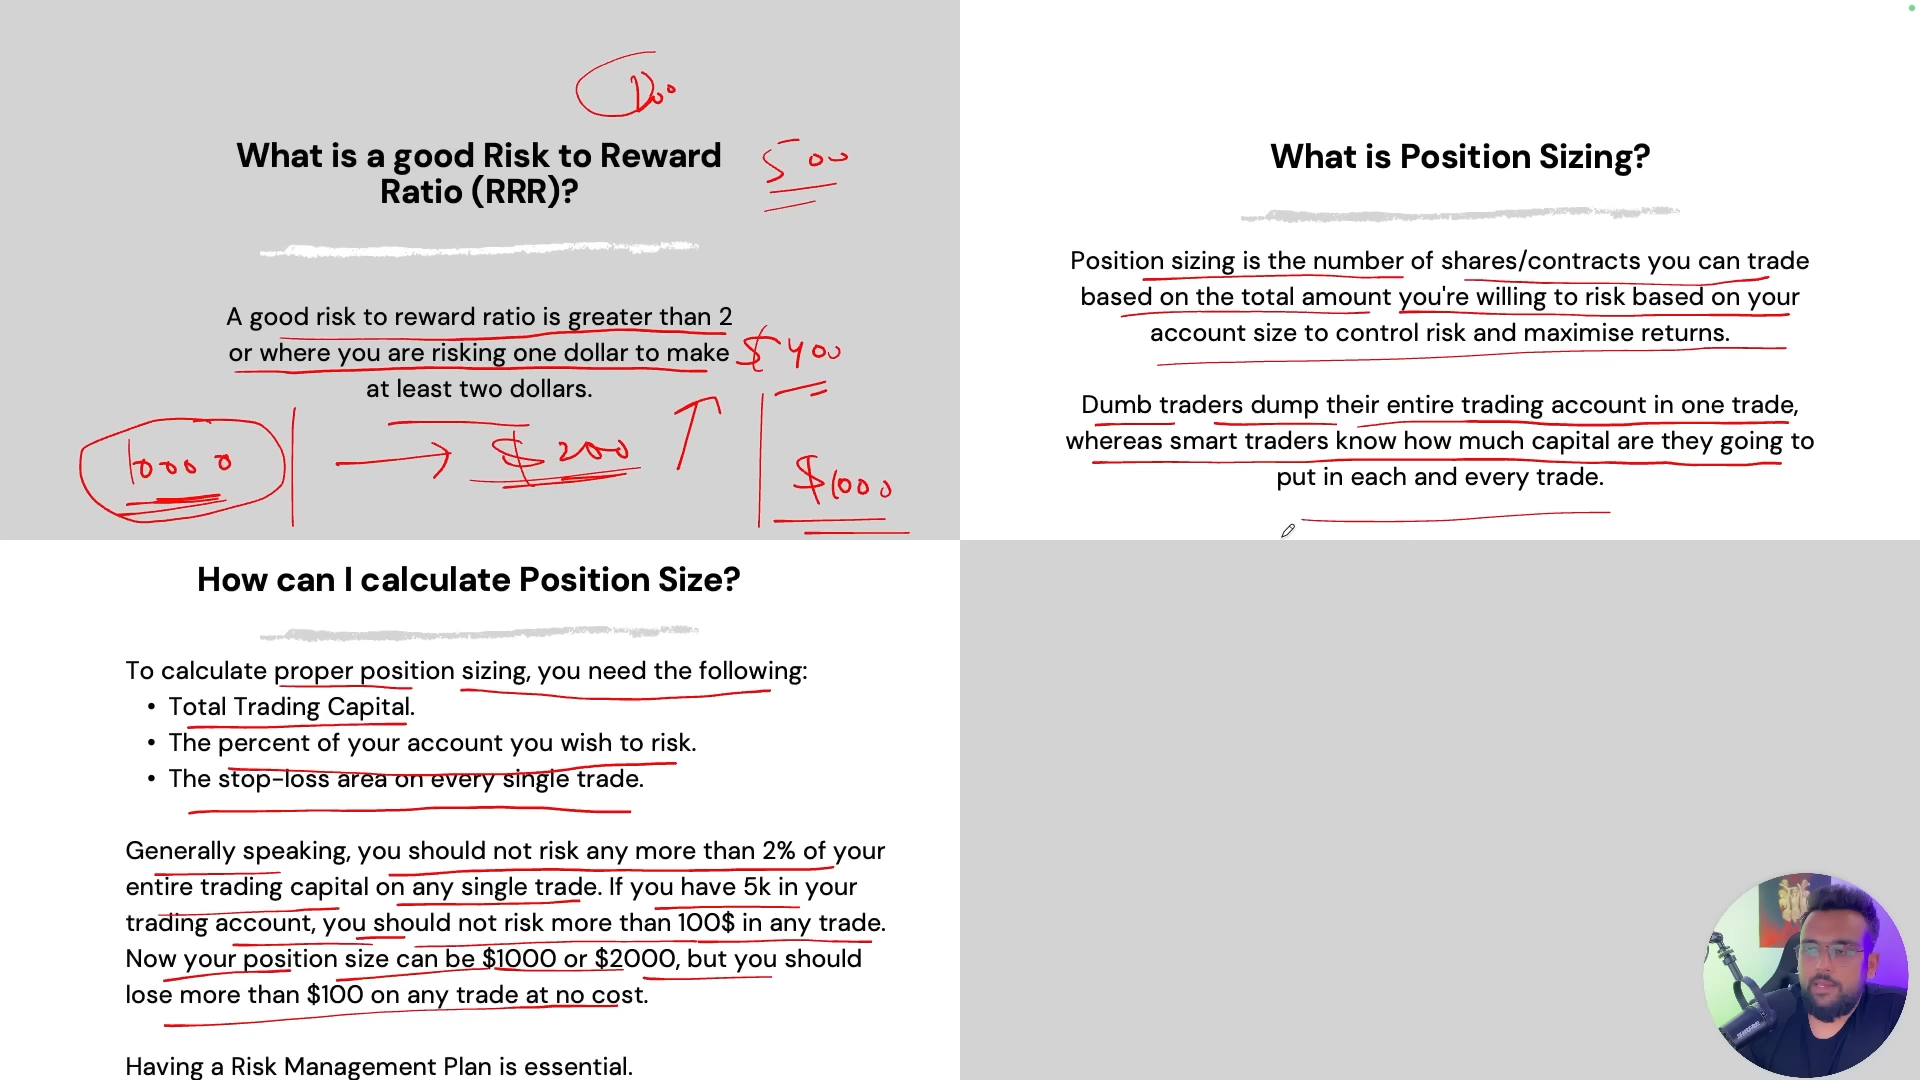 100
What is a good Risk to Reward
Ratio (RRR)?
500
A good risk to reward ratio is greater than 2
or where you are risking one dollar to make
at least two dollars.
$400
10000
$200
$1000
What is Position Sizing?
Position sizing is the number of shares/contracts you can trade
based on the total amount you're willing to risk based on your
account size to control risk and maximise returns.
Dumb traders dump their entire trading account in one trade,
whereas smart traders know how much capital are they going to
put in each and every trade.
How can I calculate Position Size?
To calculate proper position sizing, you need the following:
• Total Trading Capital.
• The percent of your account you wish to risk.
• The stop-loss area on every single trade.
Generally speaking, you should not risk any more than 2% of your
entire trading capital on any single trade. If you have 5k in your
trading account, you should not risk more than 100$ in any trade.
Now your position size can be $1000 or $2000, but you should
lose more than $100 on any trade at no cost.
Having a Risk Management Plan is essential.